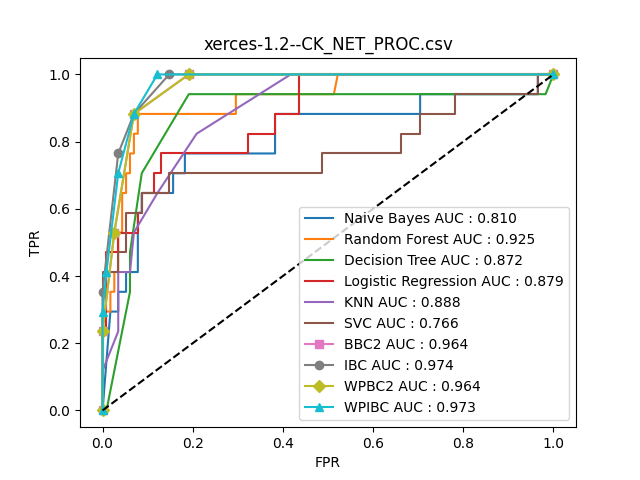 xerces-1.2--CK_NET_PROC.csv
1.0
0.8
0.6
0.4
0.2
0.0
TPR
Naive Bayes AUC : 0.810
Random Forest AUC : 0.925
Decision Tree AUC : 0.872
Logistic Regression AUC : 0.879
KNN AUC : 0.888
SVC AUC : 0.766
BBC2 AUC : 0.964
IBC AUC : 0.974
WPBC2 AUC : 0.964
WPIBC AUC : 0.973
0.0 0.2 0.4 0.6 0.8 1.0
FPR